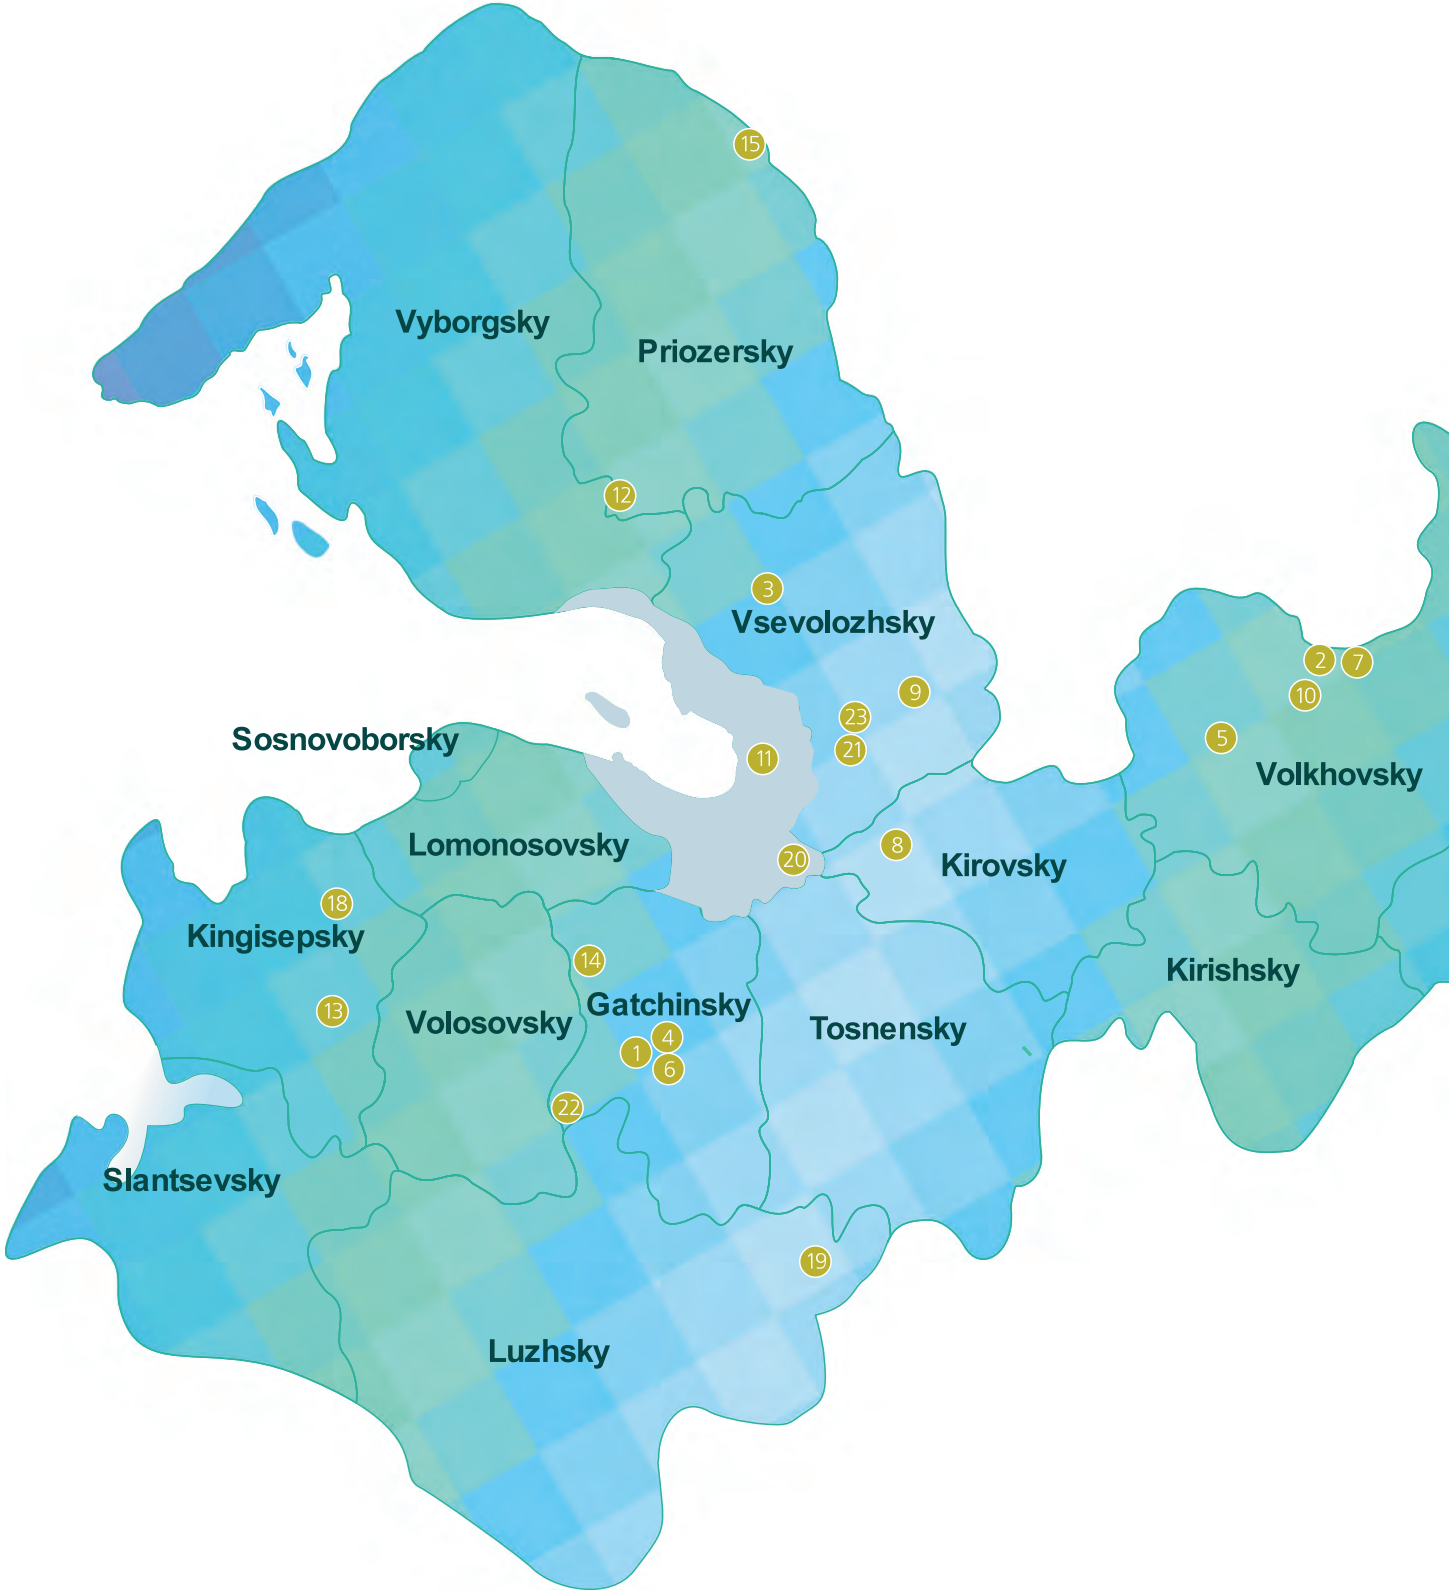 15
Vyborgsky
Priozersky
12
3
Vsevolozhsky
2
7
9
10
23
5
Sosnovoborsky
21
11
Volkhovsky
Lomonosovsky
8
20
Kirovsky
18
Kingisepsky
14
Kirishsky
Gatchinsky
13
Volosovsky
Tosnensky
4
1
6
22
Slantsevsky
19
Luzhsky